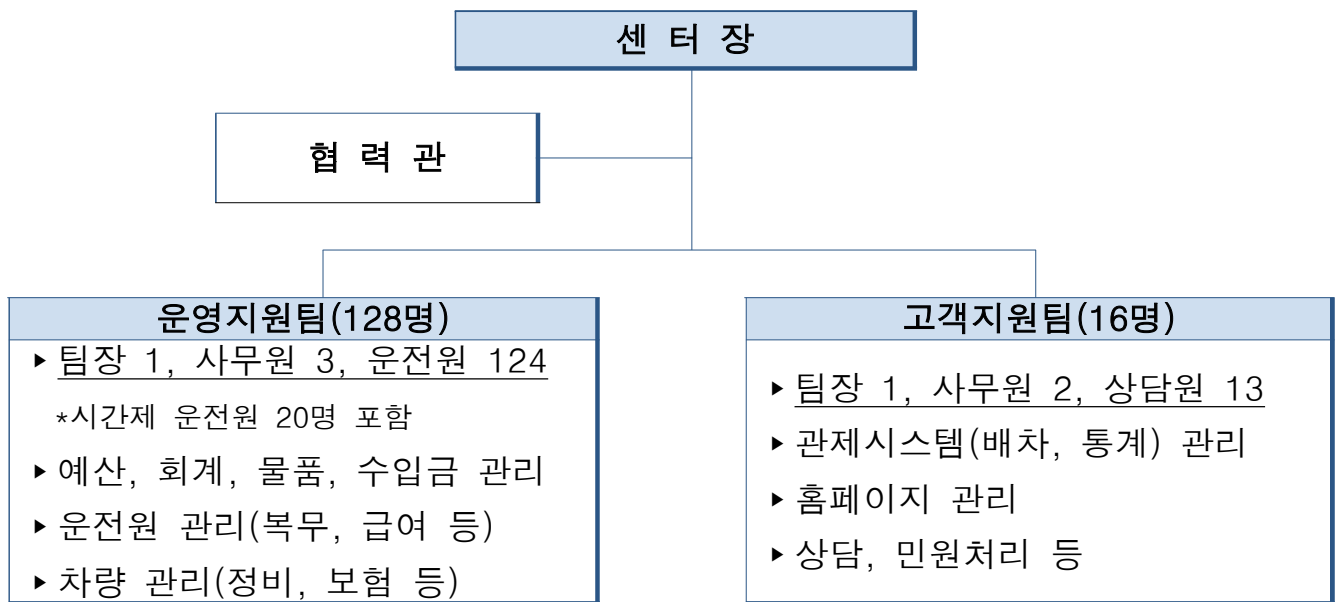 센 터 장
협 력 관
운영지원팀(128명)
▸팀장 1, 사무원 3, 운전원 124
*시간제 운전원 20명 포함
▸예산, 회계, 물품, 수입금 관리
▸운전원 관리(복무, 급여 등)
▸차량 관리(정비, 보험 등)
고객지원팀(16명)
▸팀장 1, 사무원 2, 상담원 13
▸관제시스템(배차, 통계) 관리
▸홈페이지 관리
▸상담, 민원처리 등